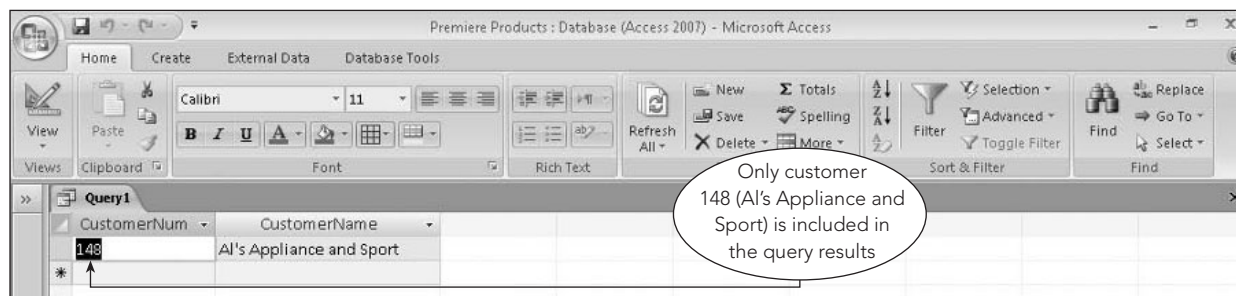 Premiere Products : Database (Access 2007) - Microsoft Access
Home Create External Data Database Tools
View
Views
Paste
Clipboard
Calibri 11
B I U A
Font
ab
Rich Text
Refresh
All
New
Save
Delete
Σ Totals
ABC Spelling
More
Records
A
Z
Z
A
Filter
Selection
Advanced
Toggle Filter
Sort & Filter
Find
Replace
Go To
Select
Find
Query1
CustomerNum CustomerName
148 Al's Appliance and Sport
Only customer
148 (Al's Appliance and
Sport) is included in
the query results